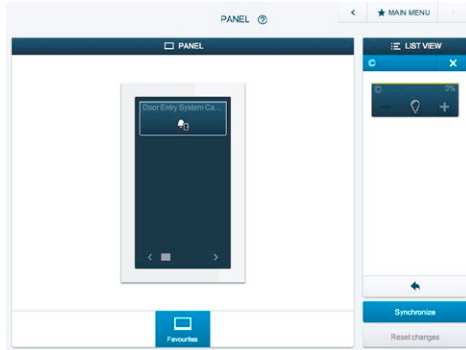 PANEL
MAIN MENU
PANEL
Door Entry System Ca...
Favourites
LIST VIEW
Synchronize
Reset changes